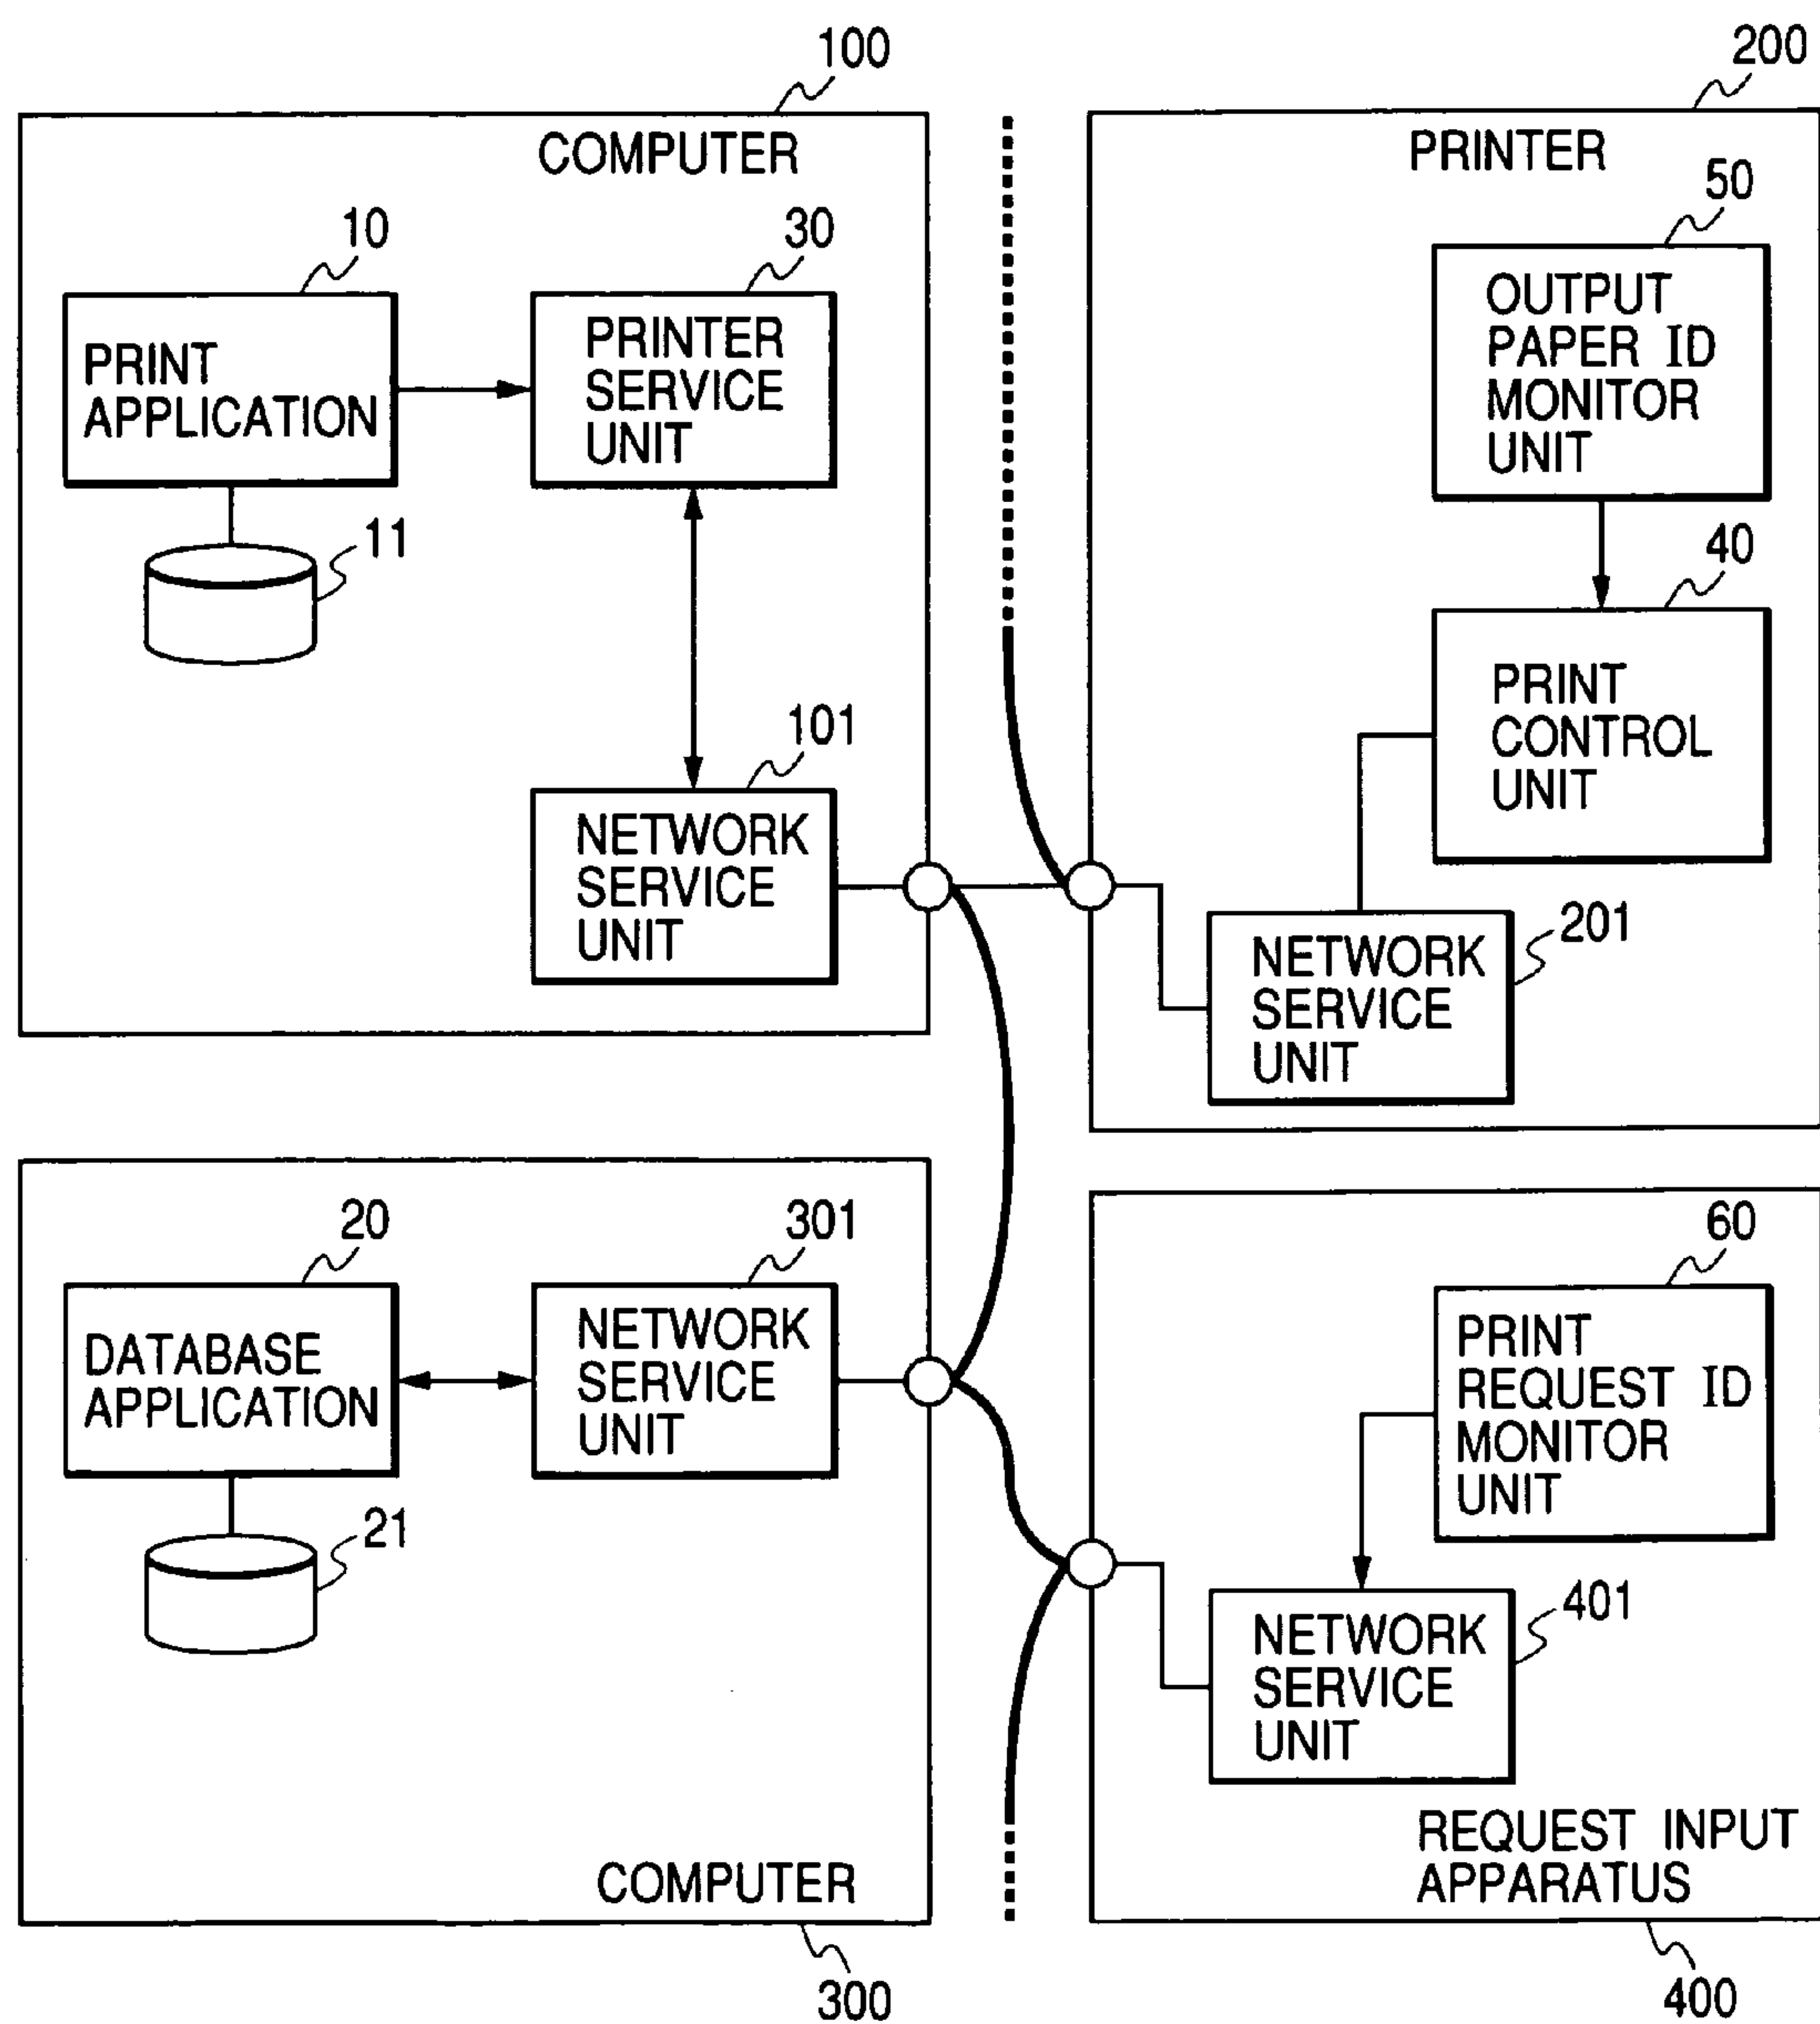 100
COMPUTER
10
PRINT
APPLICATION
30
PRINTER
SERVICE
UNIT
11
101
NETWORK
SERVICE
UNIT
200
PRINTER
50
OUTPUT
PAPER ID
MONITOR
UNIT
40
PRINT
CONTROL
UNIT
201
NETWORK
SERVICE
UNIT
20
DATABASE
APPLICATION
301
NETWORK
SERVICE
UNIT
21
COMPUTER
300
60
PRINT
REQUEST ID
MONITOR
UNIT
401
NETWORK
SERVICE
UNIT
REQUEST INPUT
APPARATUS
400